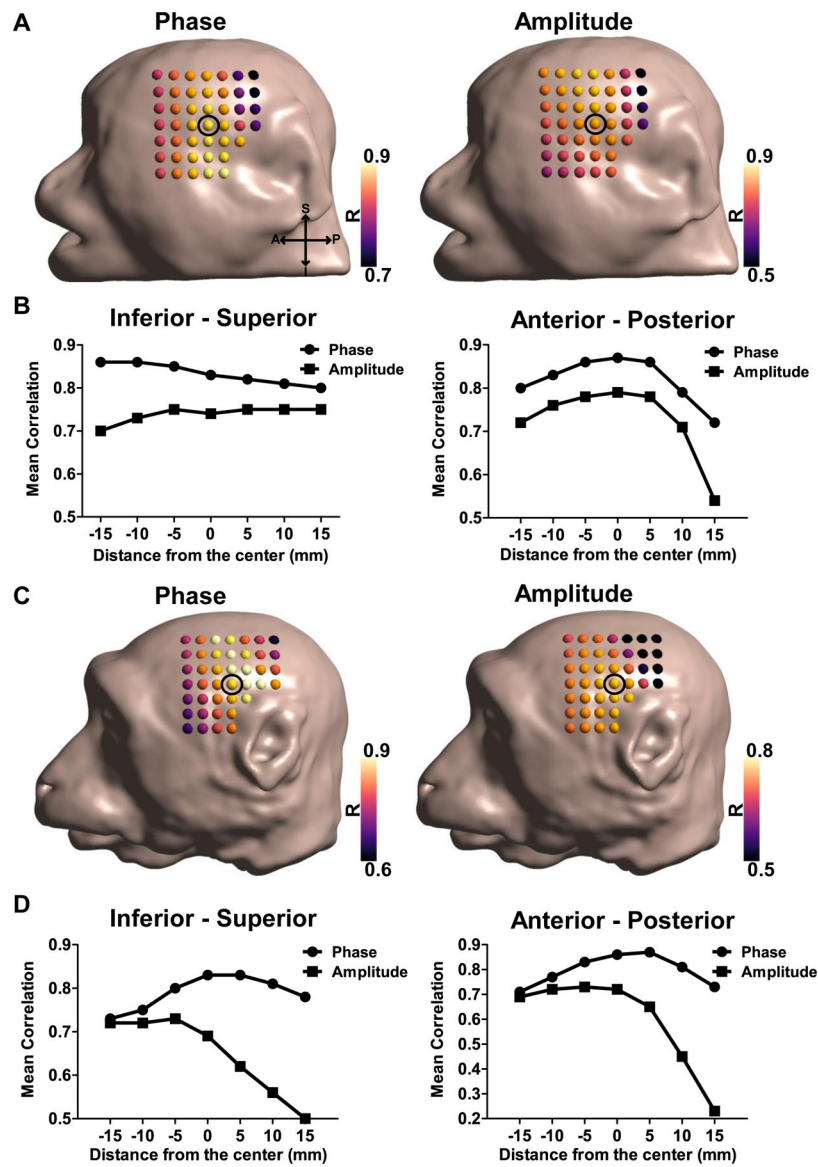 A
Phase
Amplitude
S
A
P
I
0.9
R
0.7
0.9
R
0.5
B
Inferior - Superior
Anterior - Posterior
0.9
0.8
0.7
0.6
0.5
Mean Correlation
Phase
Amplitude
-15 -10 -5 0 5 10 15
Distance from the center (mm)
0.9
0.8
0.7
0.6
0.5
Mean Correlation
Phase
Amplitude
-15 -10 -5 0 5 10 15
Distance from the center (mm)
C
Phase
Amplitude
0.9
R
0.6
0.8
R
0.5
D
Inferior - Superior
Anterior - Posterior
0.9
0.8
0.7
0.6
0.5
Mean Correlation
Phase
Amplitude
-15 -10 -5 0 5 10 15
Distance from the center (mm)
0.9
0.8
0.7
0.6
0.5
0.4
0.3
0.2
Mean Correlation
Phase
Amplitude
-15 -10 -5 0 5 10 15
Distance from the center (mm)